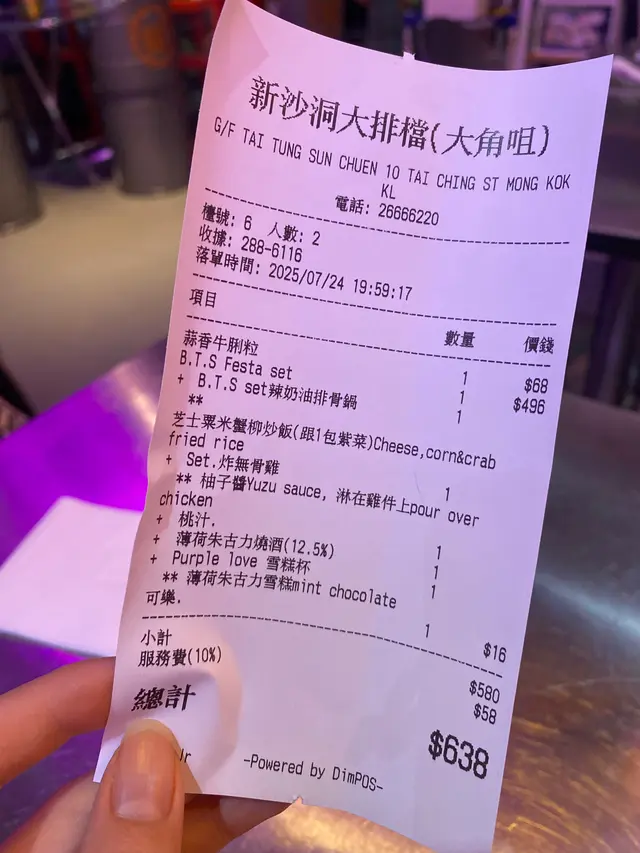 新沙洞大排檔(大角咀)
G/F TAI TUNG SUN CHUEN 10 TAI CHING ST MONG KOK
KL
電話: 26666220
檯號: 6 人數: 2
收據: 288-6116
落單時間: 2025/07/24 19:59:17
項目 數量 價錢
蒜香牛脷粒 1 $68
B.T.S Festa set 1 $496
+ B.T.S set辣奶油排骨鍋 1
**
芝士粟米蟹柳炒飯(跟1包紫菜)Cheese,corn&crab
fried rice
+ Set.炸無骨雞 1
** 柚子醬Yuzu sauce, 淋在雞件上pour over
chicken
+ 桃汁. 1
+ 薄荷朱古力燒酒(12.5%) 1
+ Purple love 雪糕杯 1
** 薄荷朱古力雪糕mint chocolate
可樂. 1 $16
小計 $580
服務費(10%) $58
總計 $638
-Powered by DimPOS-